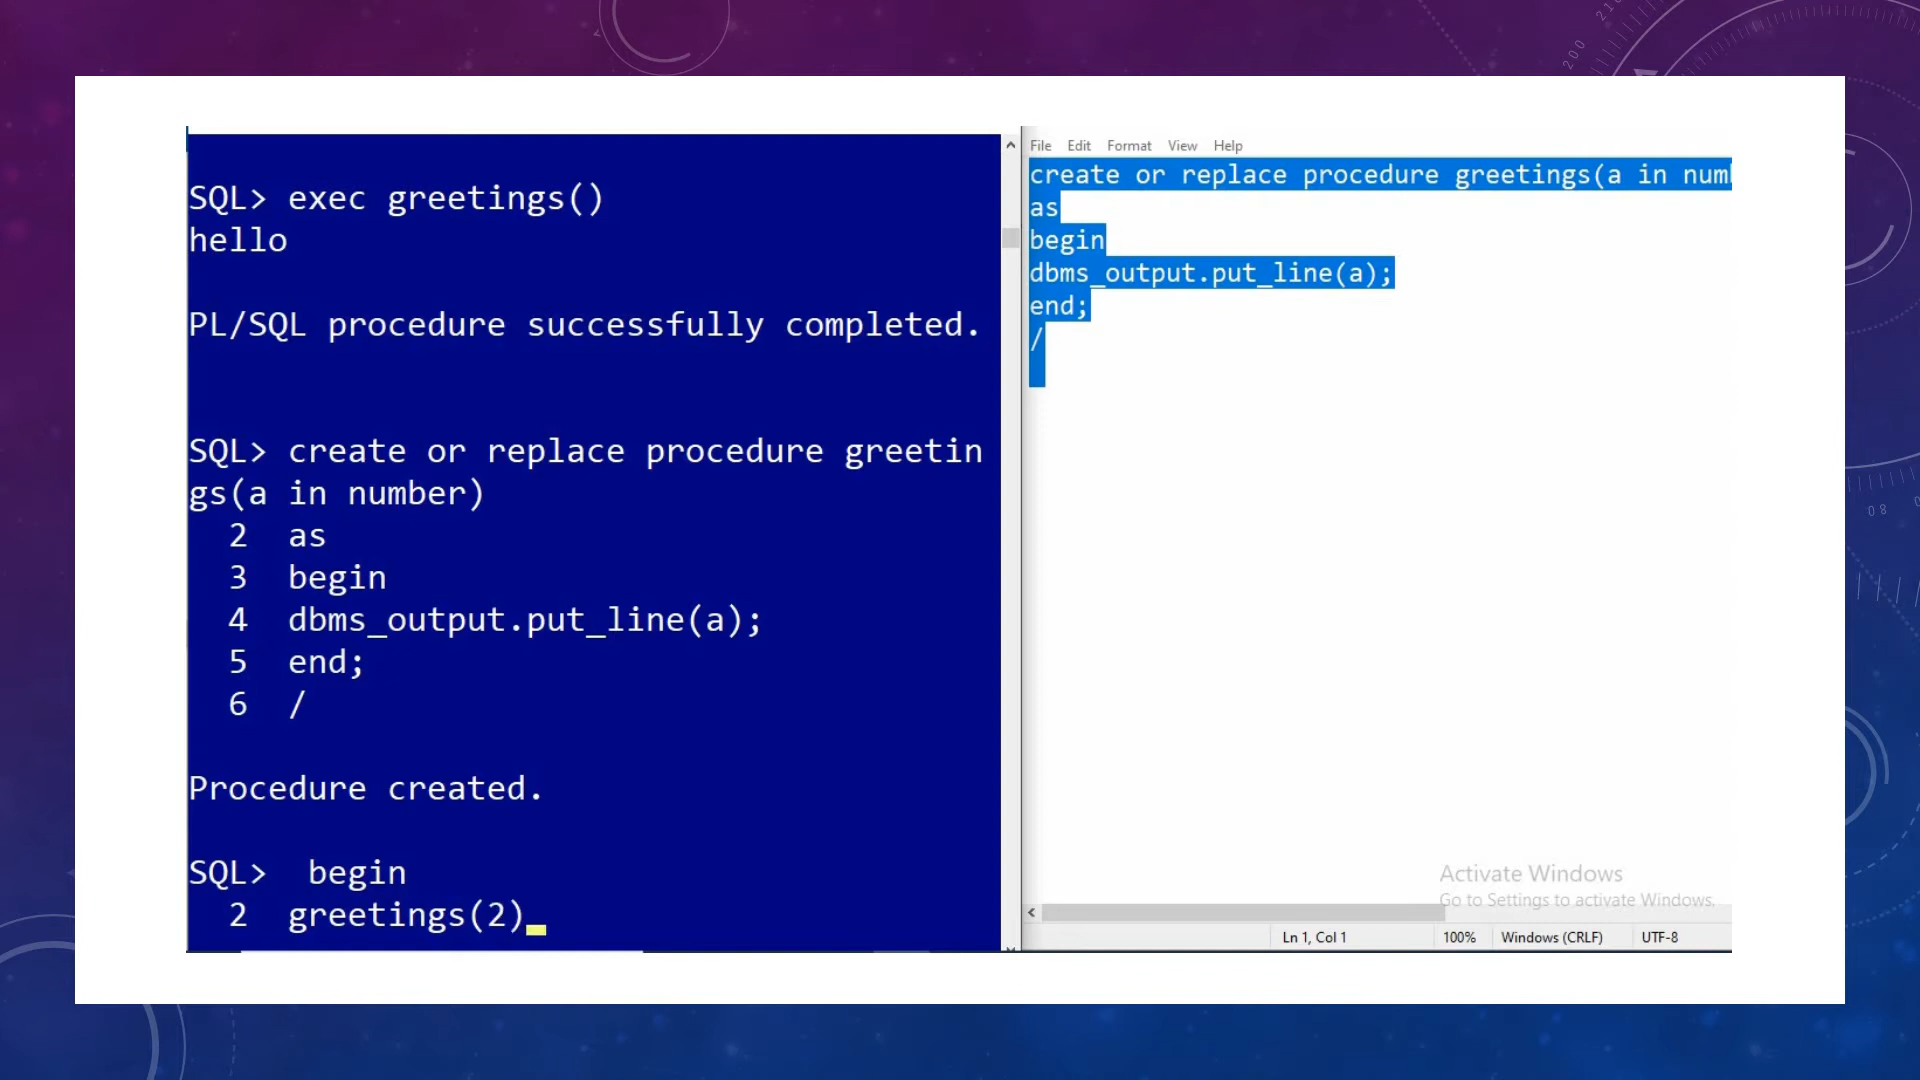 SQL> exec greetings()
hello
PL/SQL procedure successfully completed.
SQL> create or replace procedure greetin
gs(a in number)
2 as
3 begin
4 dbms_output.put_line(a);
5 end;
6 /
Procedure created.
SQL> begin
2 greetings(2)
File Edit Format View Help
create or replace procedure greetings(a in num
as
begin
dbms_output.put_line(a);
end;
/
Activate Windows
Go to Settings to activate Windows.
Ln 1, Col 1 100% Windows (CRLF) UTF-8
200
80